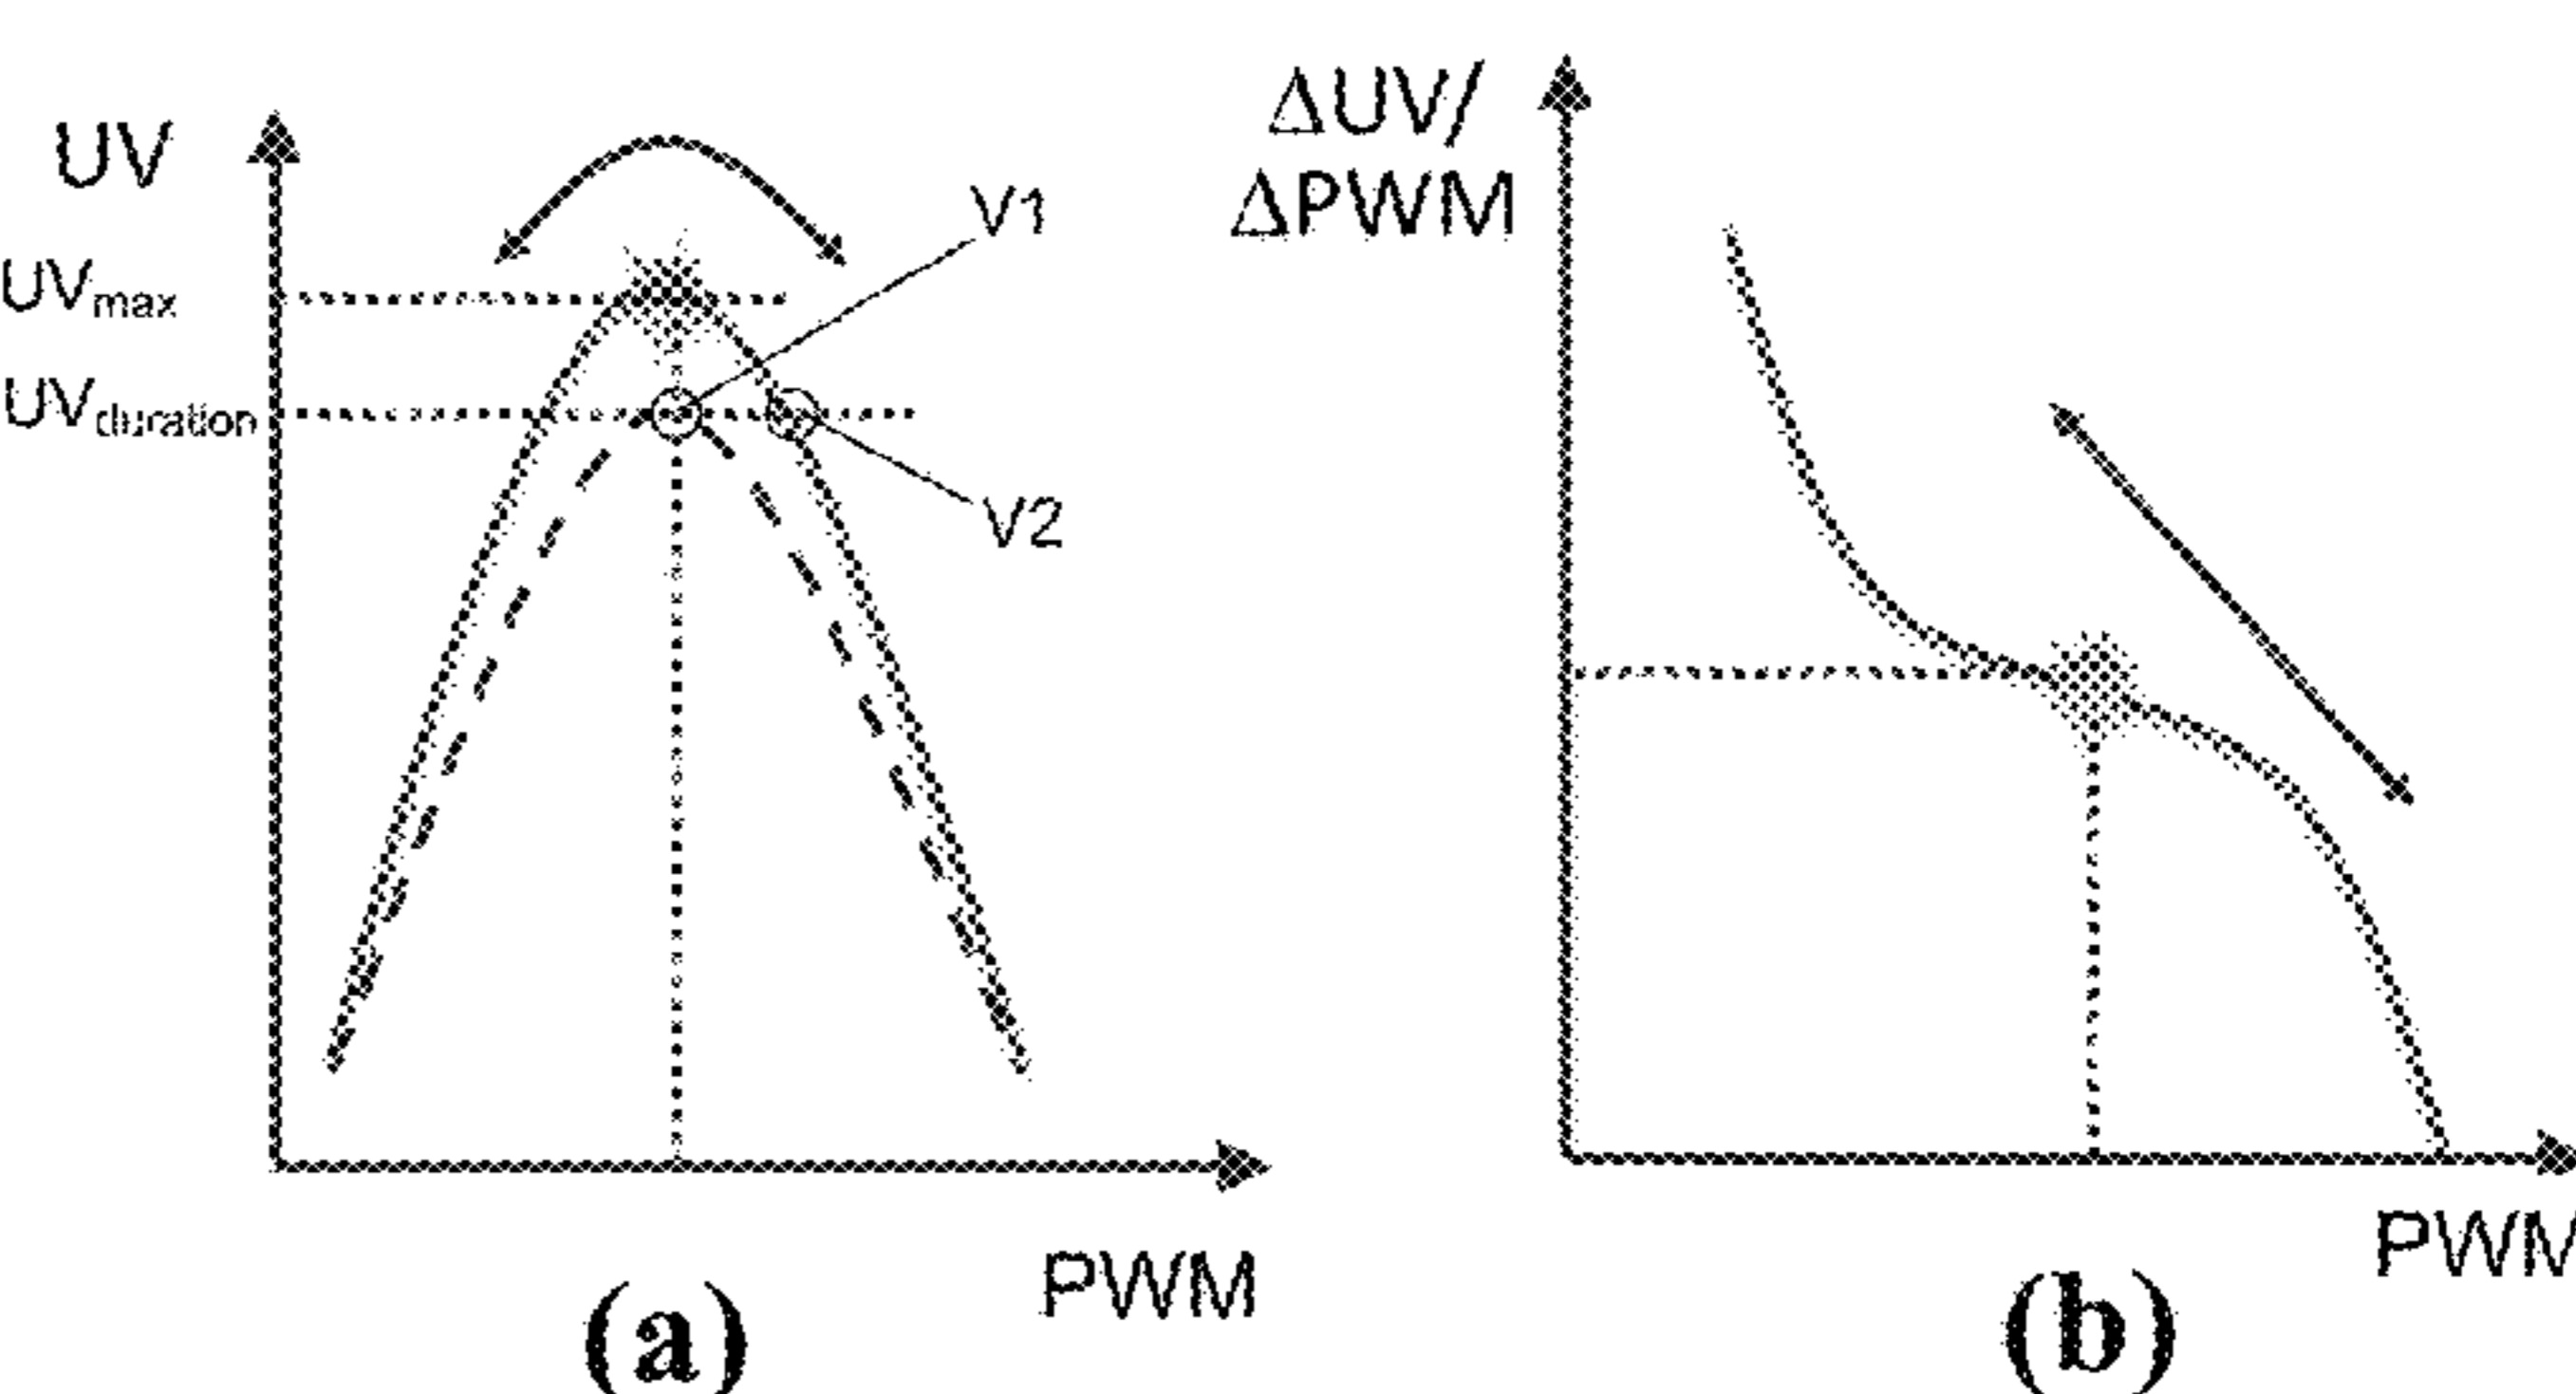 UV
UVmax
UVduration
V1
V2
PWM
(a)
ΔUV/
ΔPWM
PWM
(b)